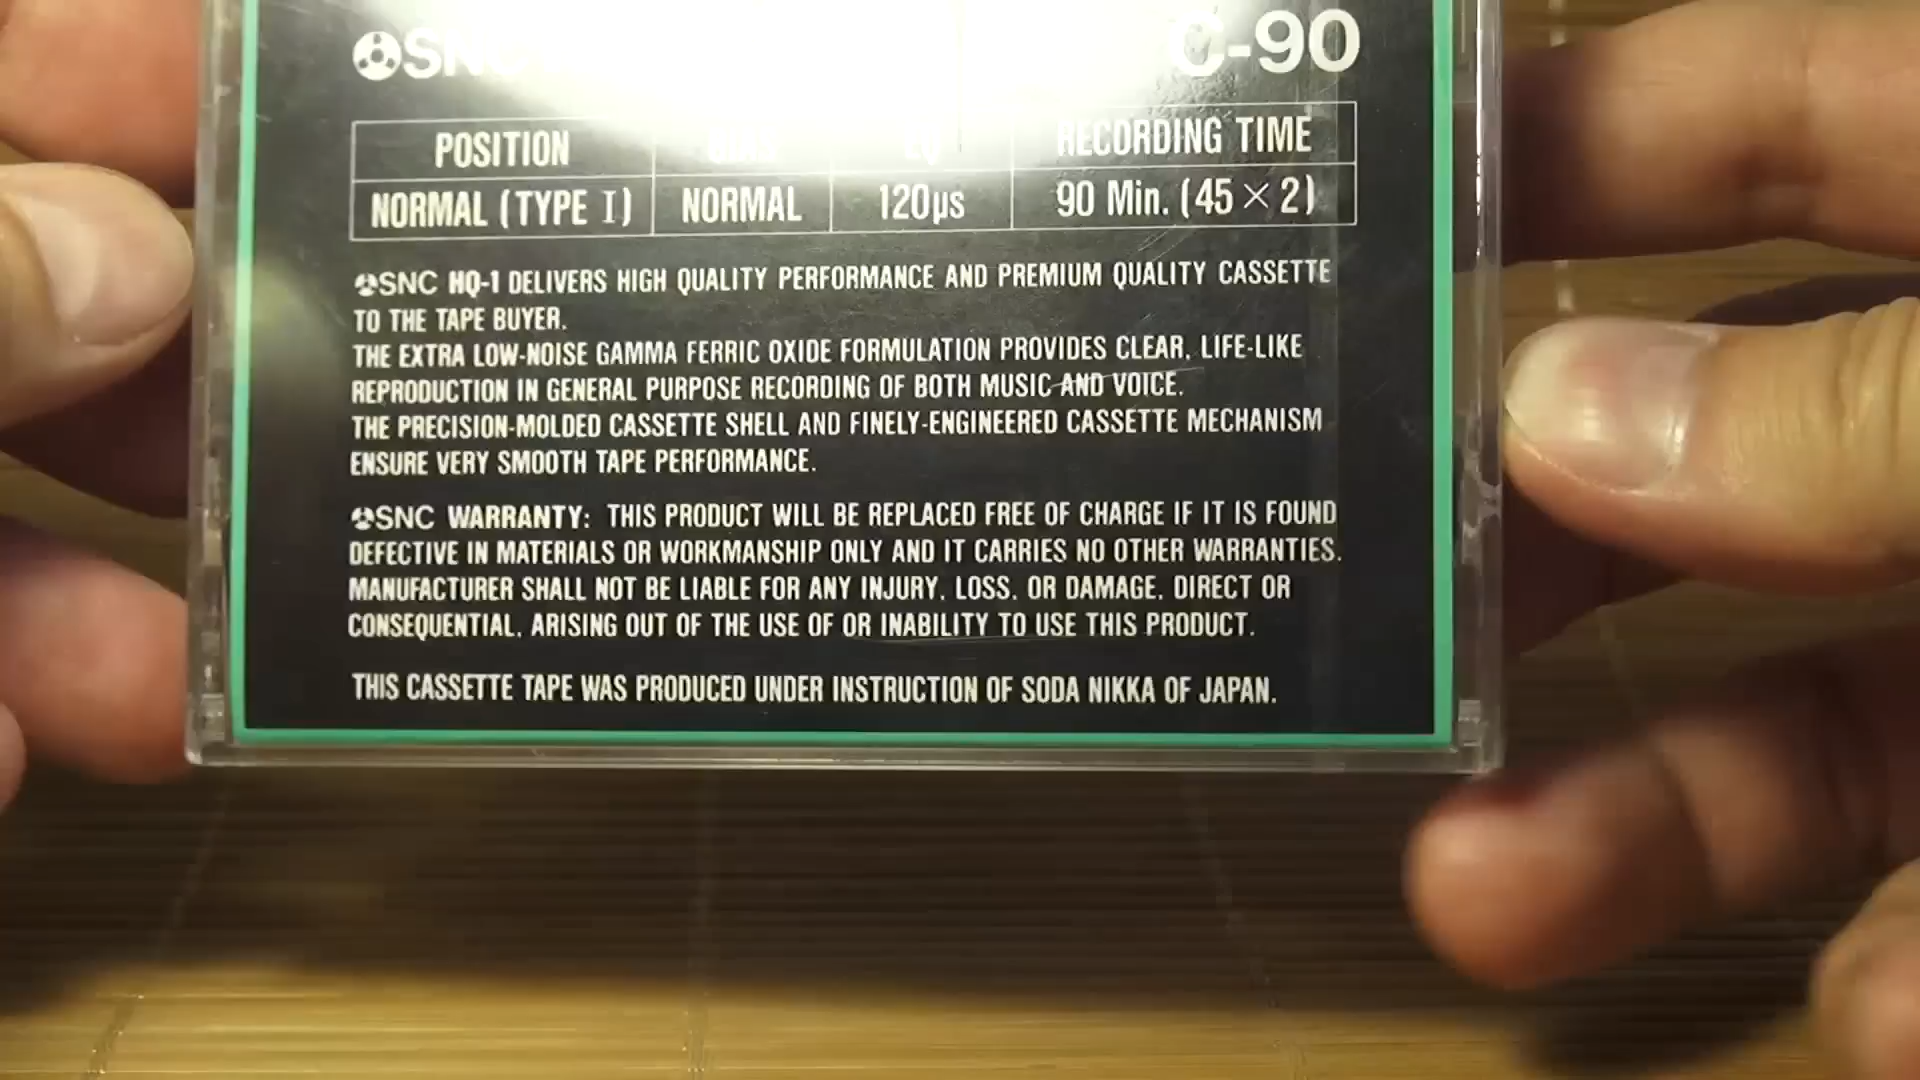 SNC C-90
POSITION BIAS EQ RECORDING TIME
NORMAL (TYPE I) NORMAL 120µs 90 Min. (45 × 2)
SNC HQ-1 DELIVERS HIGH QUALITY PERFORMANCE AND PREMIUM QUALITY CASSETTE
TO THE TAPE BUYER.
THE EXTRA LOW-NOISE GAMMA FERRIC OXIDE FORMULATION PROVIDES CLEAR, LIFE-LIKE
REPRODUCTION IN GENERAL PURPOSE RECORDING OF BOTH MUSIC AND VOICE.
THE PRECISION-MOLDED CASSETTE SHELL AND FINELY-ENGINEERED CASSETTE MECHANISM
ENSURE VERY SMOOTH TAPE PERFORMANCE.
SNC WARRANTY: THIS PRODUCT WILL BE REPLACED FREE OF CHARGE IF IT IS FOUND
DEFECTIVE IN MATERIALS OR WORKMANSHIP ONLY AND IT CARRIES NO OTHER WARRANTIES.
MANUFACTURER SHALL NOT BE LIABLE FOR ANY INJURY, LOSS, OR DAMAGE, DIRECT OR
CONSEQUENTIAL, ARISING OUT OF THE USE OF OR INABILITY TO USE THIS PRODUCT.
THIS CASSETTE TAPE WAS PRODUCED UNDER INSTRUCTION OF SODA NIKKA OF JAPAN.